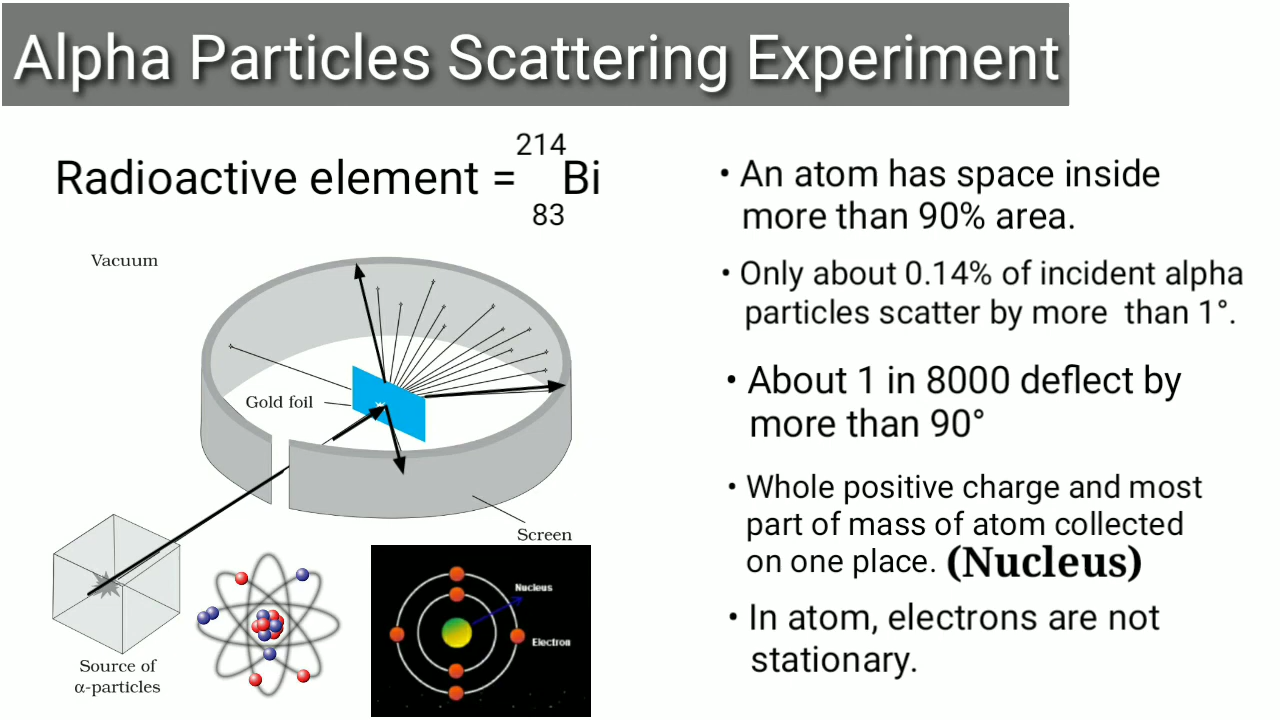 Alpha Particles Scattering Experiment
Radioactive element = ²¹⁴₈₃Bi
Vacuum
Gold foil
Screen
Source of
α-particles
Nucleus
Electron
• An atom has space inside
more than 90% area.
• Only about 0.14% of incident alpha
particles scatter by more than 1°.
• About 1 in 8000 deflect by
more than 90°
• Whole positive charge and most
part of mass of atom collected
on one place. (Nucleus)
• In atom, electrons are not
stationary.